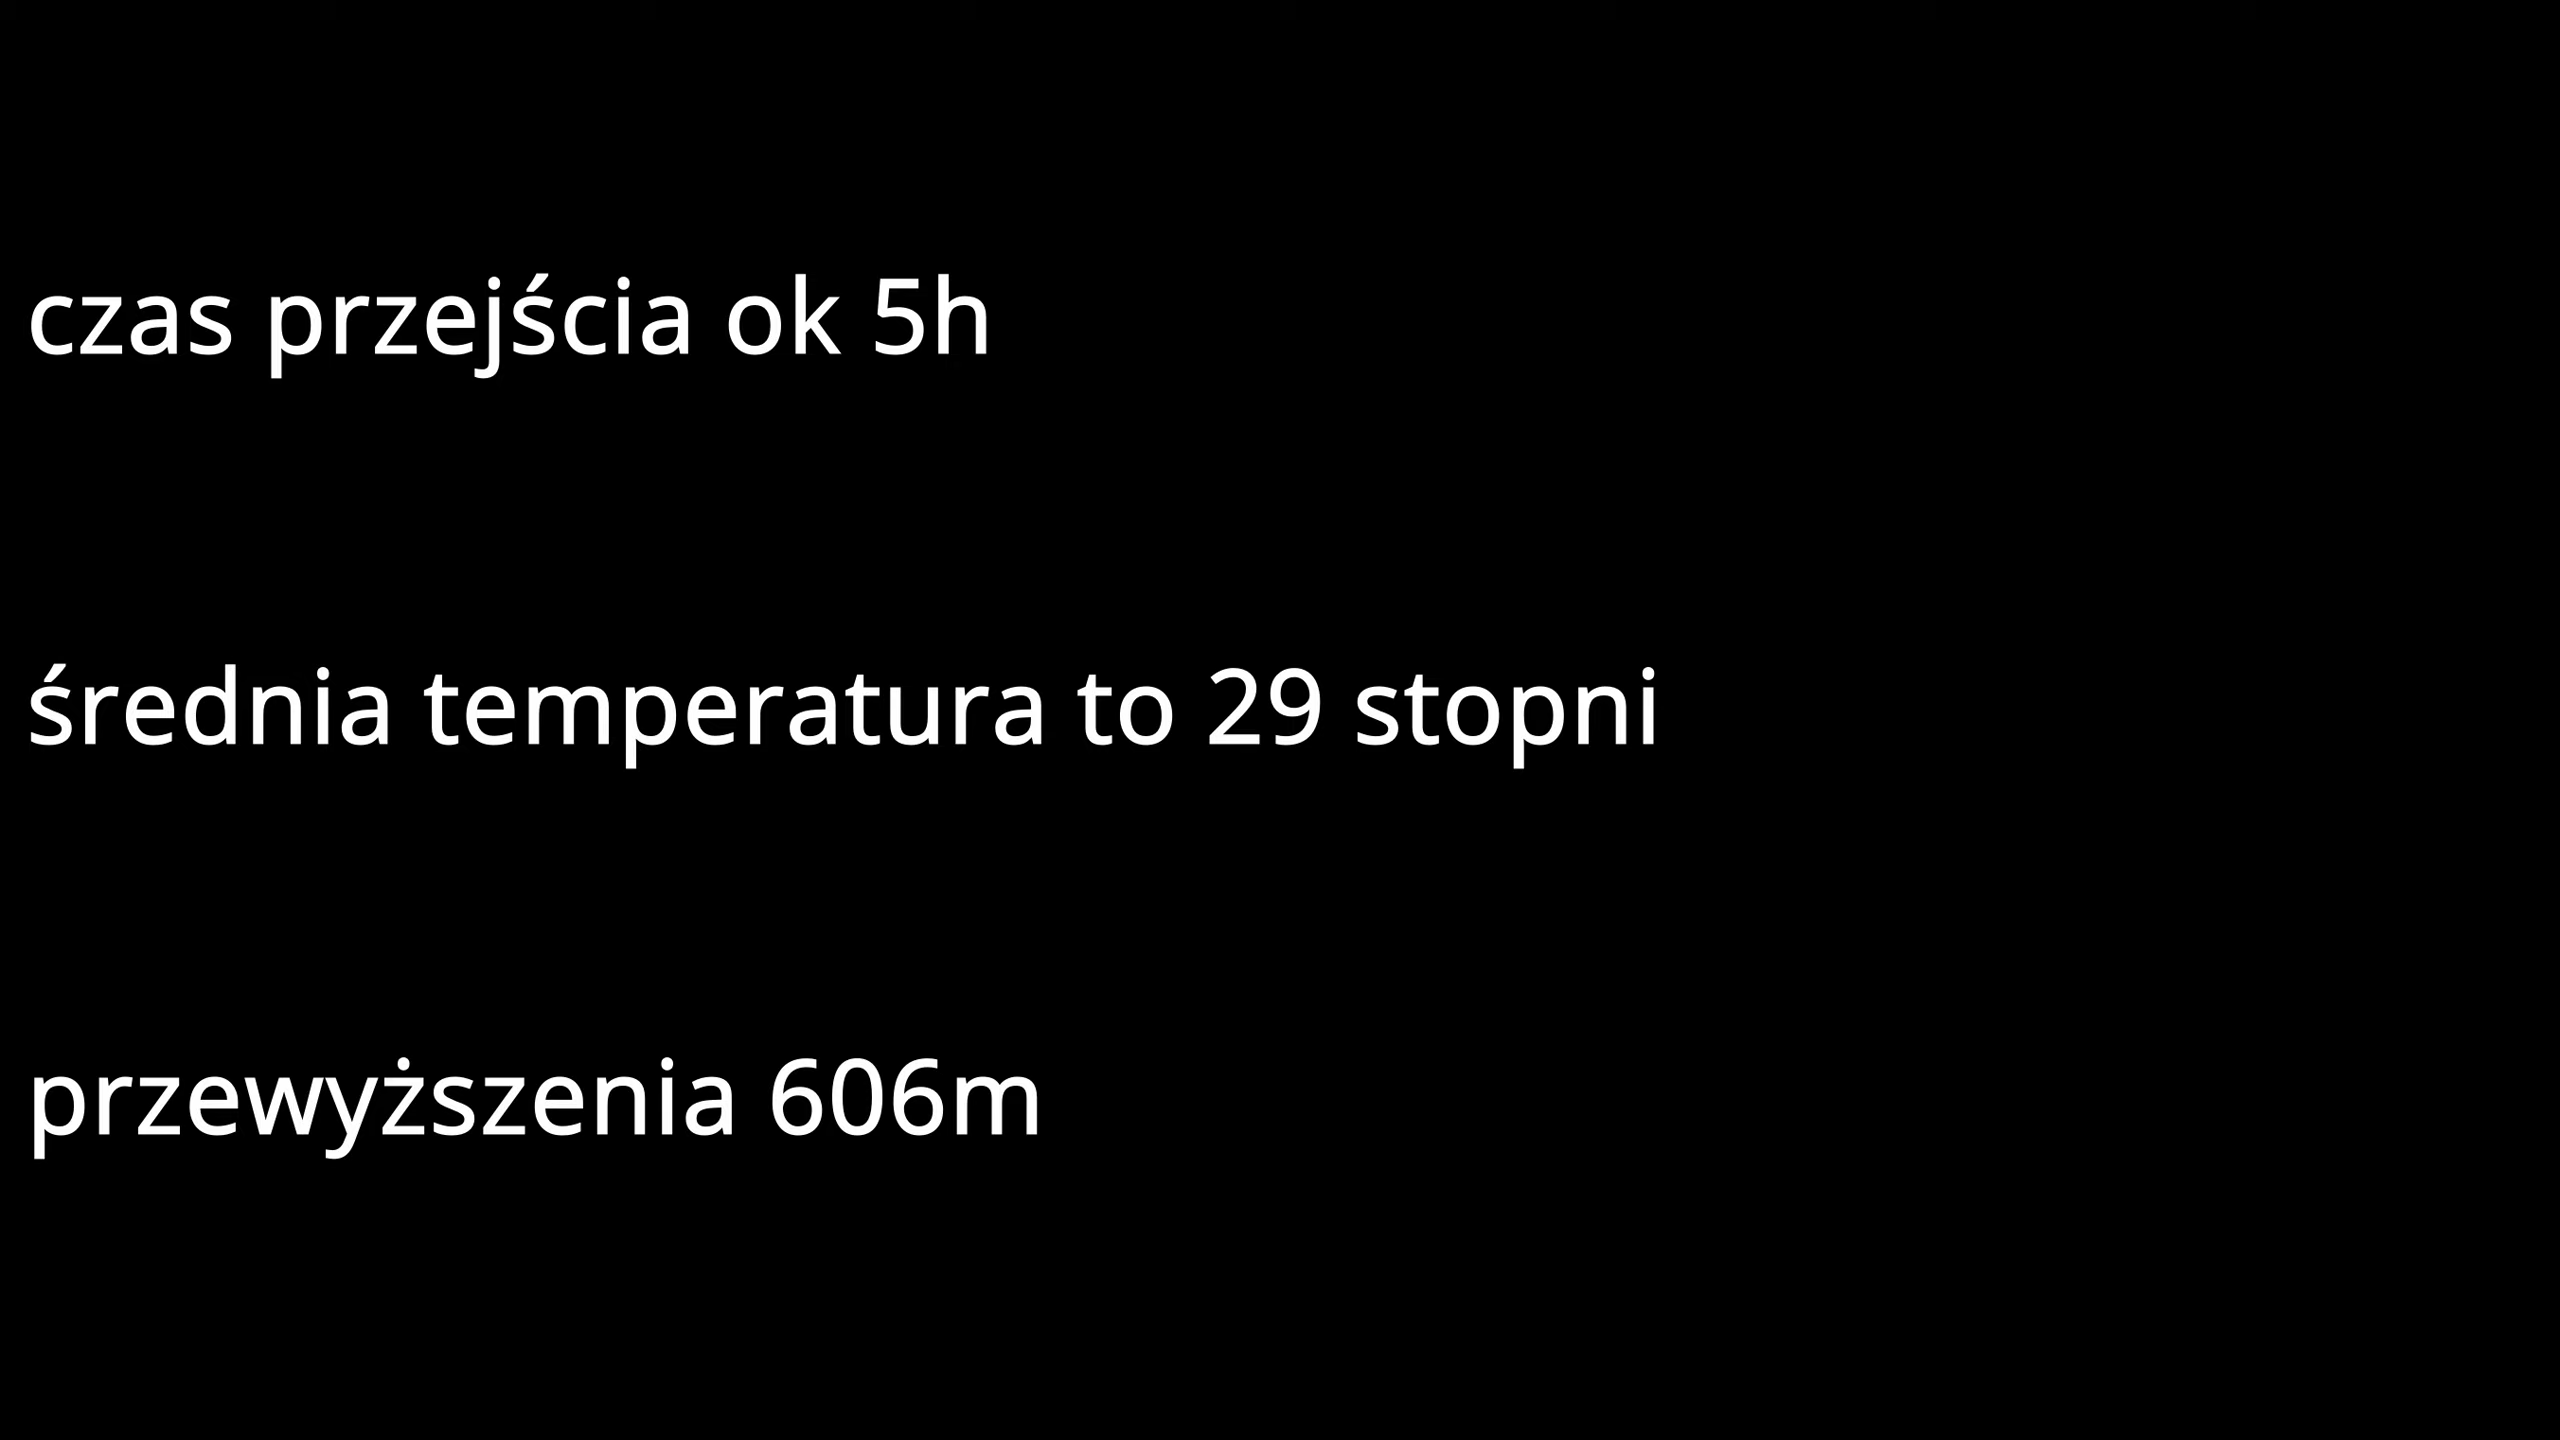 czas przejścia ok 5h
średnia temperatura to 29 stopni
przewyższenia 606m